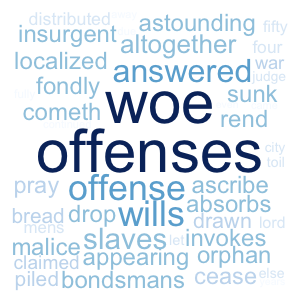 distributed
astounding
insurgent
fifty
altogether
four
localized
answered
war
judge
fondly
woe
sunk
cometh
rend
offenses
city
toil
pray
offense
ascribe
absorbs
bread
drop
wills
drawn
lord
mens
malice
slaves
let
invokes
claimed
appearing
orphan
piled
bondsmans
cease
else